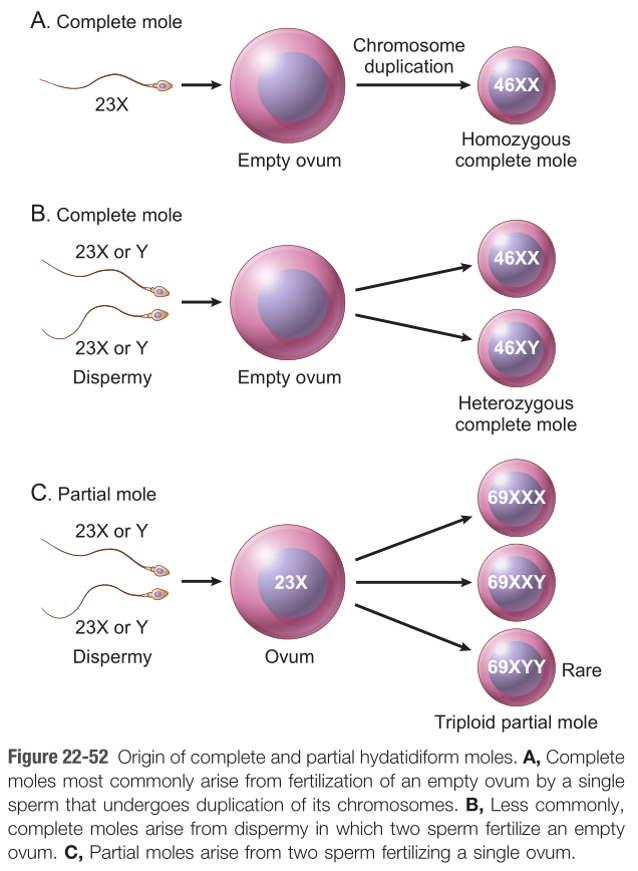 A. Complete mole
23X
Empty ovum
Chromosome
duplication
46XX
Homozygous
complete mole
B. Complete mole
23X or Y
23X or Y
Dispermy
Empty ovum
46XX
46XY
Heterozygous
complete mole
C. Partial mole
23X or Y
23X or Y
Dispermy
23X
Ovum
69XXX
69XXY
69XYY
Rare
Triploid partial mole
Figure 22-52 Origin of complete and partial hydatidiform moles. A, Complete
moles most commonly arise from fertilization of an empty ovum by a single
sperm that undergoes duplication of its chromosomes. B, Less commonly,
complete moles arise from dispermy in which two sperm fertilize an empty
ovum. C, Partial moles arise from two sperm fertilizing a single ovum.